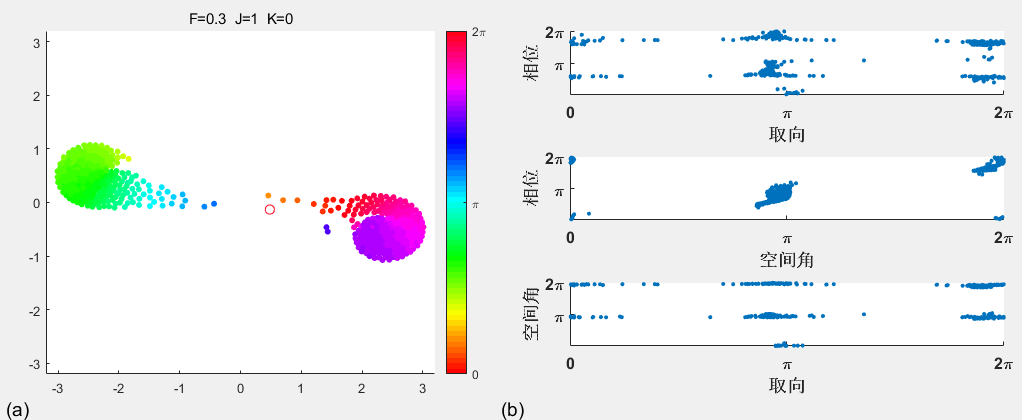 F=0.3 J=1 K=0
3
2
1
0
-1
-2
-3
-3 -2 -1 0 1 2 3
2π
π
0
(a)
2π
π
相位
0 π 2π
取向
2π
π
相位
0 π 2π
空间角
2π
π
空间角
0 π 2π
取向
(b)